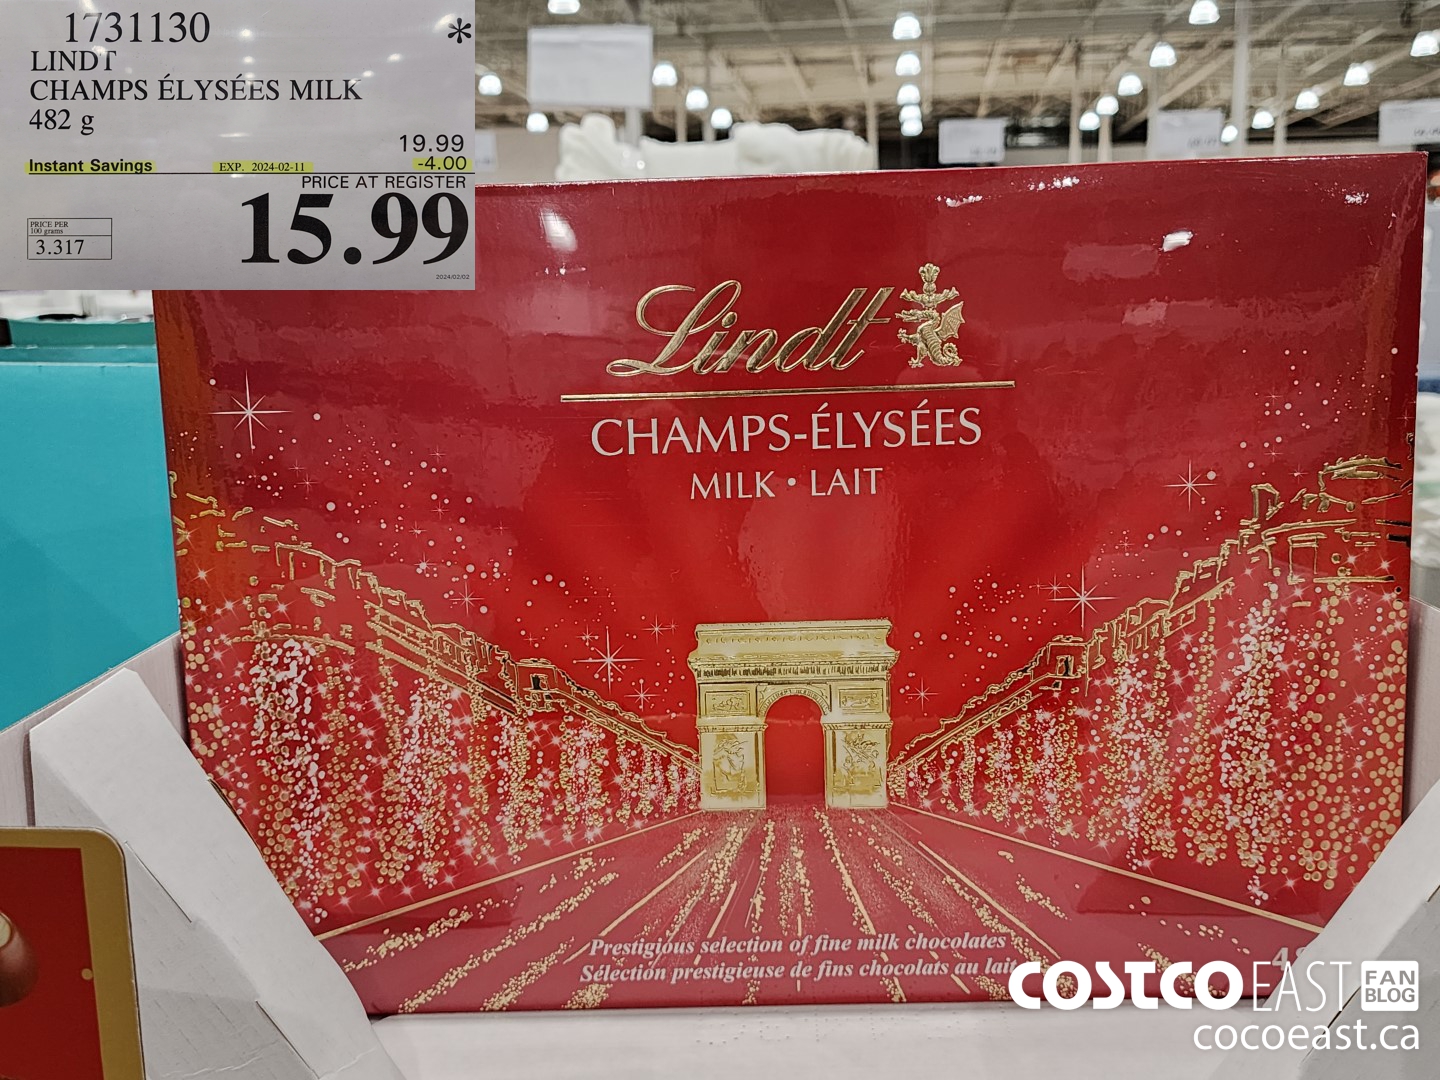 1731130 *
LINDT
CHAMPS ÉLYSÉES MILK
482 g
19.99
Instant Savings EXP. 2024-02-11 -4.00
PRICE AT REGISTER
15.99
PRICE PER
100 grams
3.317
2024/02/02
Lindt
CHAMPS-ÉLYSÉES
MILK • LAIT
Prestigious selection of fine milk chocolates
Sélection prestigieuse de fins chocolats au lait
COSTCO EAST FAN
BLOG
cocoeast.ca